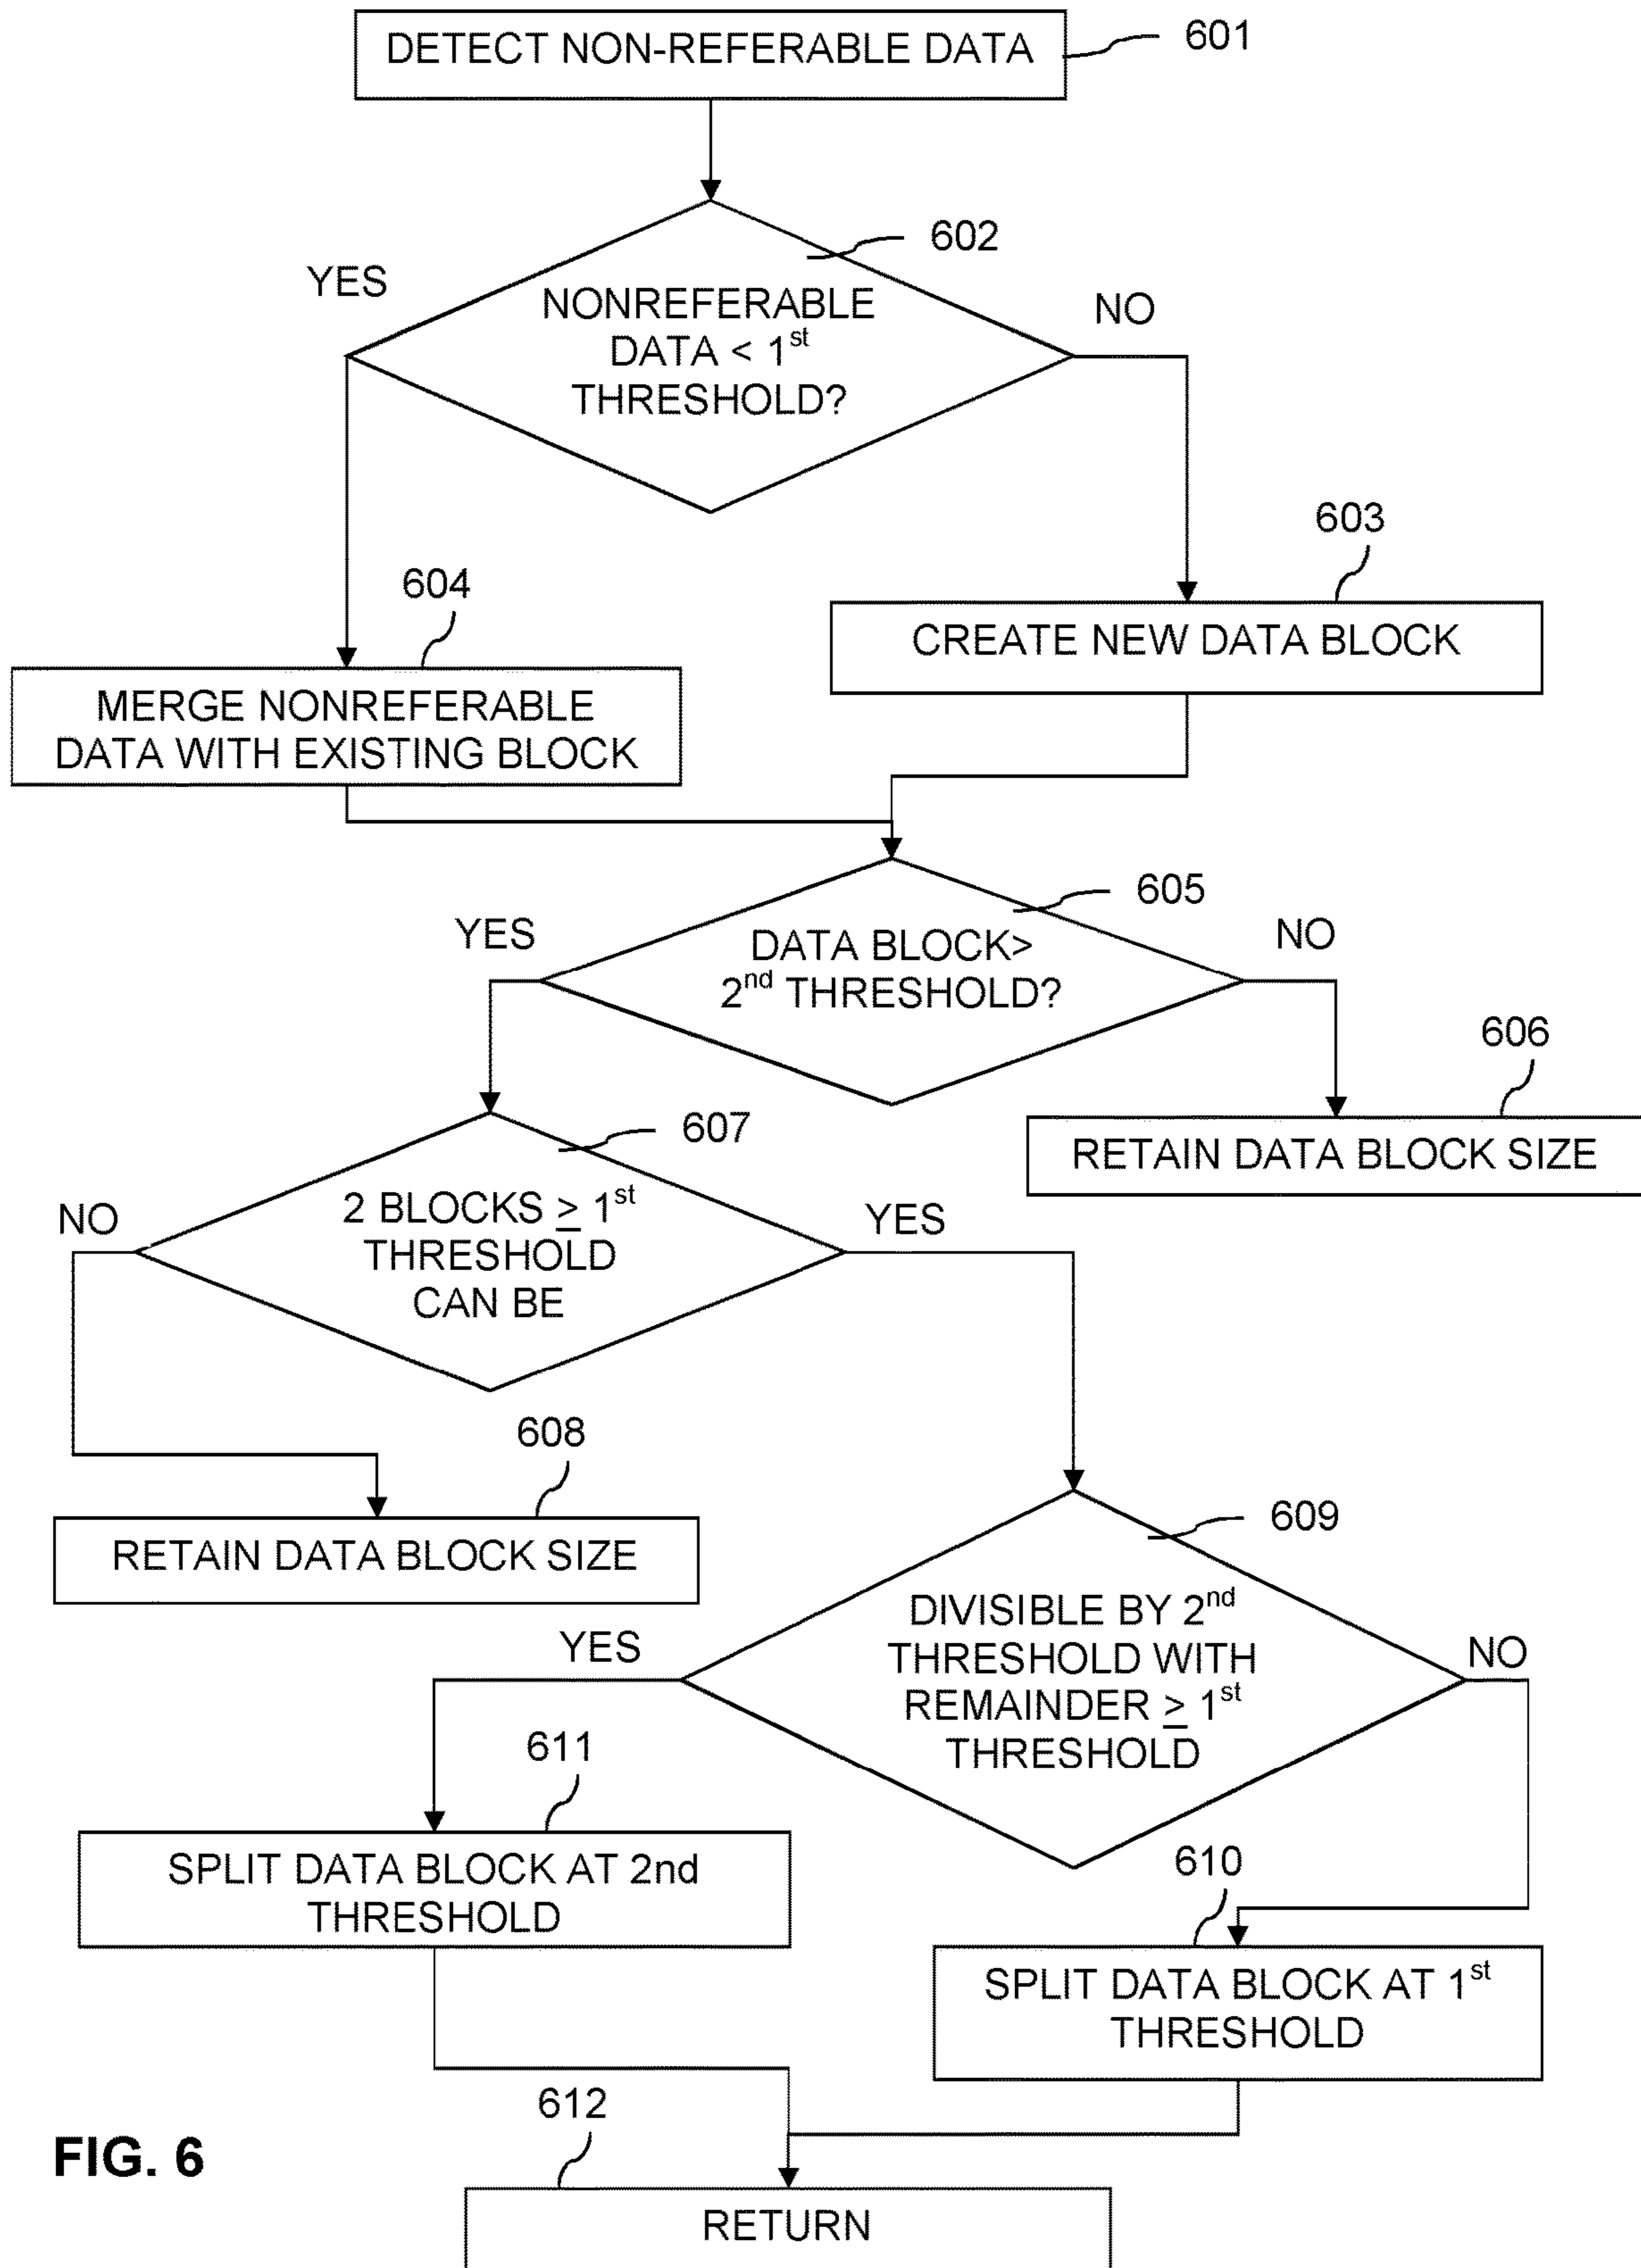 DETECT NON-REFERABLE DATA
601
602
YES
NONREFERABLE
DATA < 1st
THRESHOLD?
NO
603
604
CREATE NEW DATA BLOCK
MERGE NONREFERABLE
DATA WITH EXISTING BLOCK
605
YES
DATA BLOCK>
2nd THRESHOLD?
NO
606
607
RETAIN DATA BLOCK SIZE
NO
2 BLOCKS ≥ 1st
THRESHOLD
CAN BE
YES
608
609
RETAIN DATA BLOCK SIZE
YES
DIVISIBLE BY 2nd
THRESHOLD WITH
REMAINDER ≥ 1st
THRESHOLD
NO
611
SPLIT DATA BLOCK AT 2nd
THRESHOLD
610
SPLIT DATA BLOCK AT 1st
THRESHOLD
612
FIG. 6
RETURN